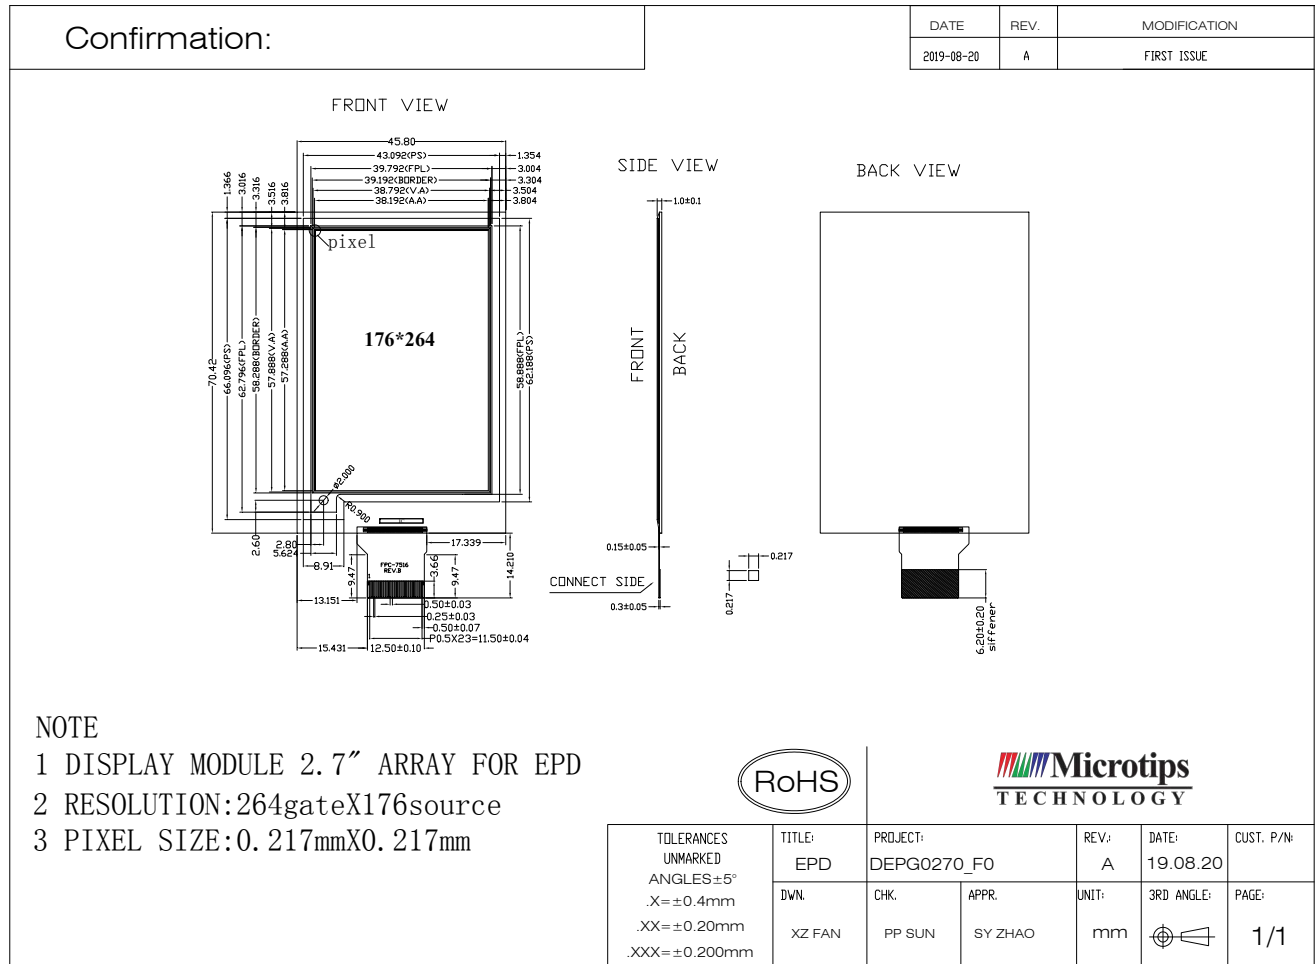 Confirmation:
DATE REV. MODIFICATION
2019-08-20 A FIRST ISSUE
FRONT VIEW
SIDE VIEW
BACK VIEW
45.80
43.092(PS) 1.354
39.792(FPL) 3.004
39.192(BORDER) 3.304
38.792(V.A) 3.504
38.192(A.A) 3.804
1.366
3.016
3.316
3.516
3.816
1.0±0.1
pixel
176*264
70.42
66.096(PS)
62.796(FPL)
58.288(BORDER)
57.888(V.A)
57.288(A.A)
58.888(FPL)
62.188(PS)
FRONT
BACK
ø2.000
R0.900
2.60
2.80
5.624
8.91
17.339
14.210
FPC-7516
REV.B
1
9.47
3.66
9.47
13.151
0.50±0.03
0.25±0.03
0.50±0.07
P0.5X23=11.50±0.04
15.431
12.50±0.10
0.15±0.05
CONNECT SIDE
0.3±0.05
0.217
0.217
6.20±0.20
siffener
NOTE
1 DISPLAY MODULE 2.7″ ARRAY FOR EPD
2 RESOLUTION:264gateX176source
3 PIXEL SIZE:0.217mmX0.217mm
RoHS
Microtips
TECHNOLOGY
TOLERANCES
UNMARKED
ANGLES±5°
.X=±0.4mm
.XX=±0.20mm
.XXX=±0.200mm
TITLE: PROJECT: REV.: DATE: CUST. P/N:
EPD DEPG0270_F0 A 19.08.20
DWN. CHK. APPR. UNIT: 3RD ANGLE: PAGE:
XZ FAN PP SUN SY ZHAO mm 1/1